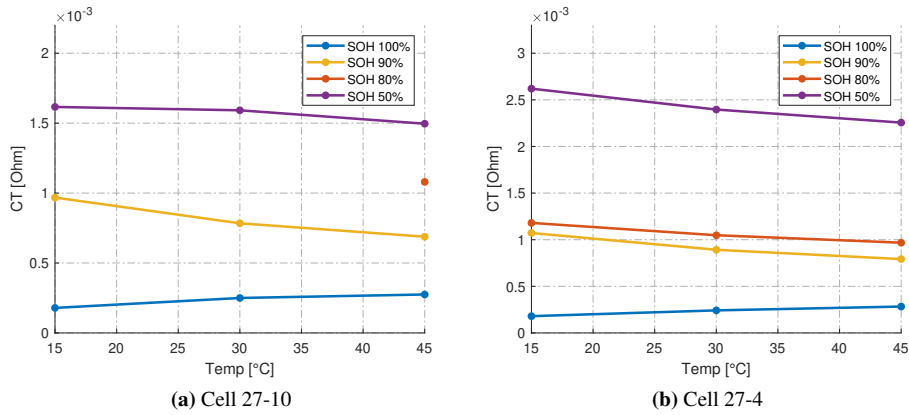 ×10⁻³
2
1.5
1
0.5
0
CT [Ohm]
15 20 25 30 35 40 45
Temp [°C]
SOH 100%
SOH 90%
SOH 80%
SOH 50%
(a) Cell 27-10
×10⁻³
3
2.5
2
1.5
1
0.5
0
CT [Ohm]
15 20 25 30 35 40 45
Temp [°C]
SOH 100%
SOH 90%
SOH 80%
SOH 50%
(b) Cell 27-4